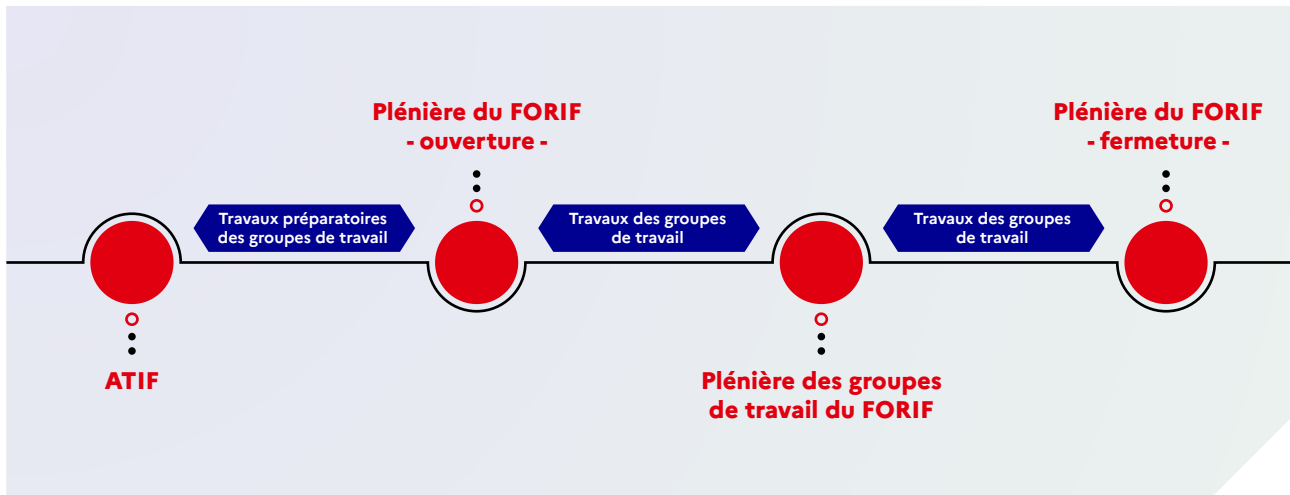 Plénière du FORIF
- ouverture -
Plénière du FORIF
- fermeture -
Travaux préparatoires
des groupes de travail
Travaux des groupes
de travail
Travaux des groupes
de travail
ATIF
Plénière des groupes
de travail du FORIF